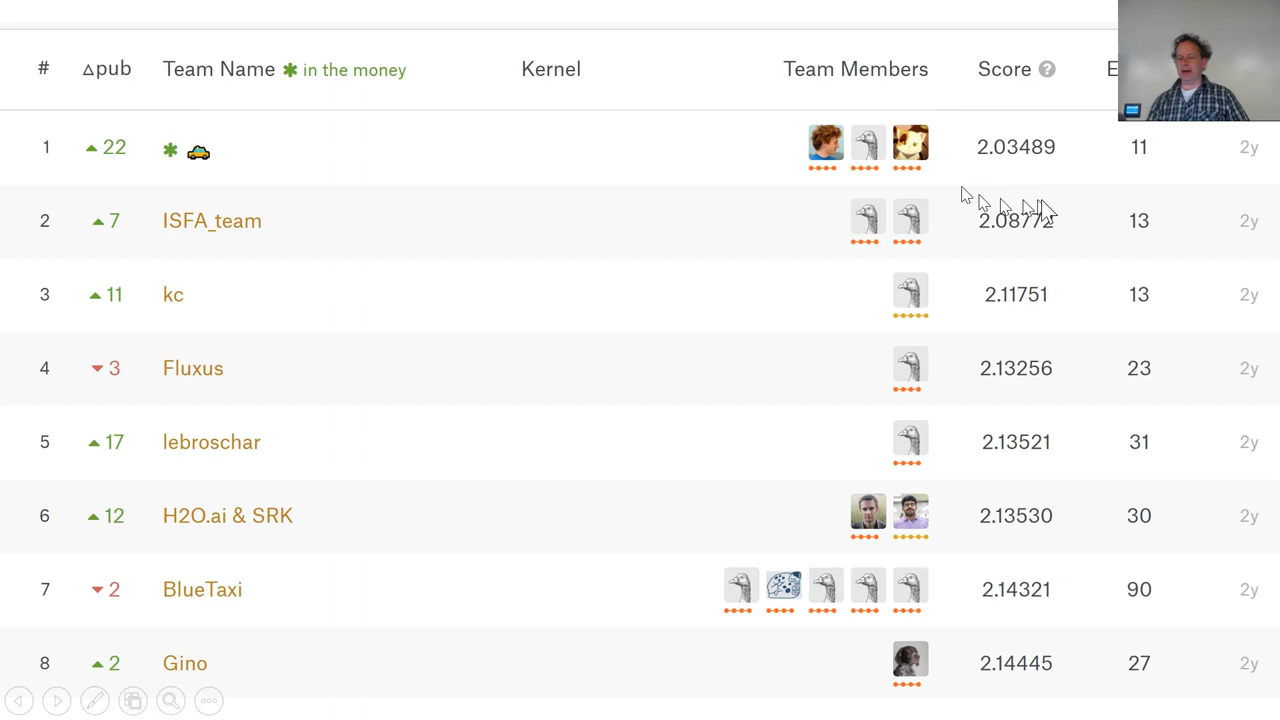 # △pub Team Name ✱ in the money Kernel Team Members Score ? E
1 ▲ 22 ✱ 🚕 2.03489 11 2y
2 ▲ 7 ISFA_team 2.08772 13 2y
3 ▲ 11 kc 2.11751 13 2y
4 ▼ 3 Fluxus 2.13256 23 2y
5 ▲ 17 lebroschar 2.13521 31 2y
6 ▲ 12 H2O.ai & SRK 2.13530 30 2y
7 ▼ 2 BlueTaxi 2.14321 90 2y
8 ▲ 2 Gino 2.14445 27 2y